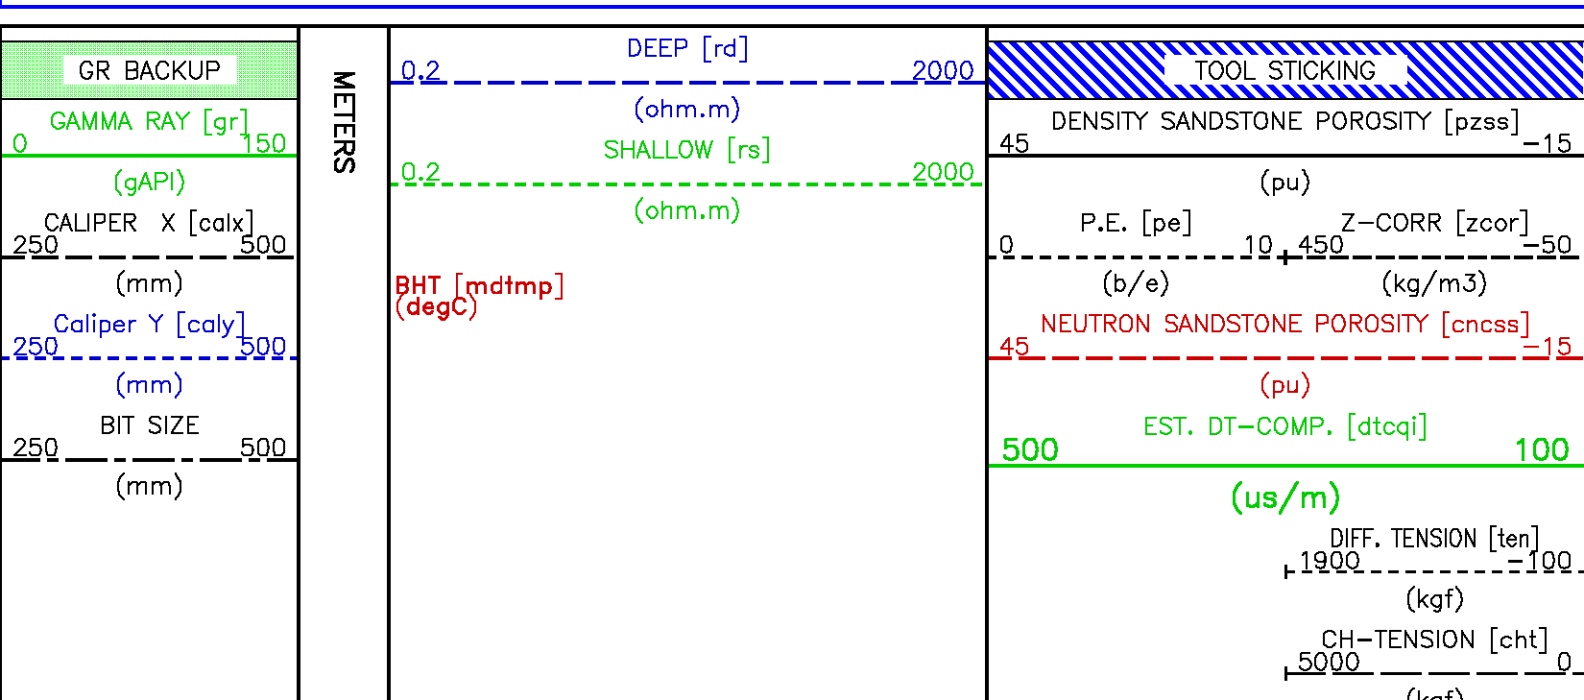 GR BACKUP
GAMMA RAY [gr]
0 150
(gAPI)
CALIPER X [calx]
250 500
(mm)
Caliper Y [caly]
250 500
(mm)
BIT SIZE
250 500
(mm)
METERS
DEEP [rd]
0.2 2000
(ohm.m)
SHALLOW [rs]
0.2 2000
(ohm.m)
BHT [mdtmp]
(degC)
TOOL STICKING
DENSITY SANDSTONE POROSITY [pzss]
45 -15
(pu)
P.E. [pe] Z-CORR [zcor]
0 10 450 -50
(b/e) (kg/m3)
NEUTRON SANDSTONE POROSITY [cncss]
45 -15
(pu)
EST. DT-COMP. [dtcqi]
500 100
(us/m)
DIFF. TENSION [ten]
1900 -100
(kgf)
CH-TENSION [cht]
5000 0
(kgf)